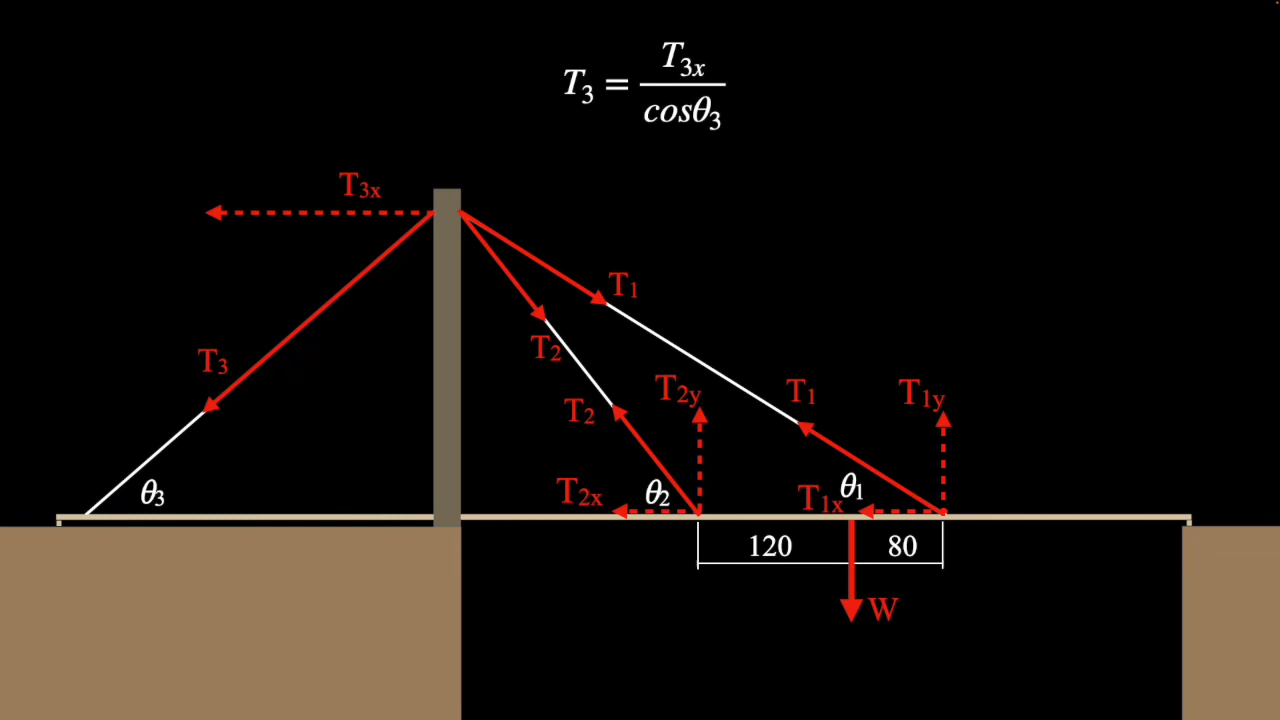 T₃ = T₃ₓ / cosθ₃
T₃ₓ
T₁
T₂
T₃
T₂y
T₁
T₁y
T₂
θ₃
T₂ₓ
θ₂
T₁ₓ
θ₁
120
80
W